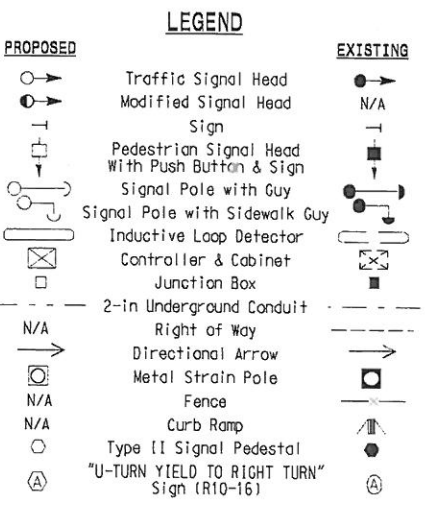 LEGEND
PROPOSED EXISTING
Traffic Signal Head
Modified Signal Head N/A
Sign
Pedestrian Signal Head
With Push Button & Sign
Signal Pole with Guy
Signal Pole with Sidewalk Guy
Inductive Loop Detector
Controller & Cabinet
Junction Box
2-in Underground Conduit
N/A Right of Way
Directional Arrow
Metal Strain Pole
N/A Fence
N/A Curb Ramp
Type II Signal Pedestal
"U-TURN YIELD TO RIGHT TURN"
A Sign (R10-16) A